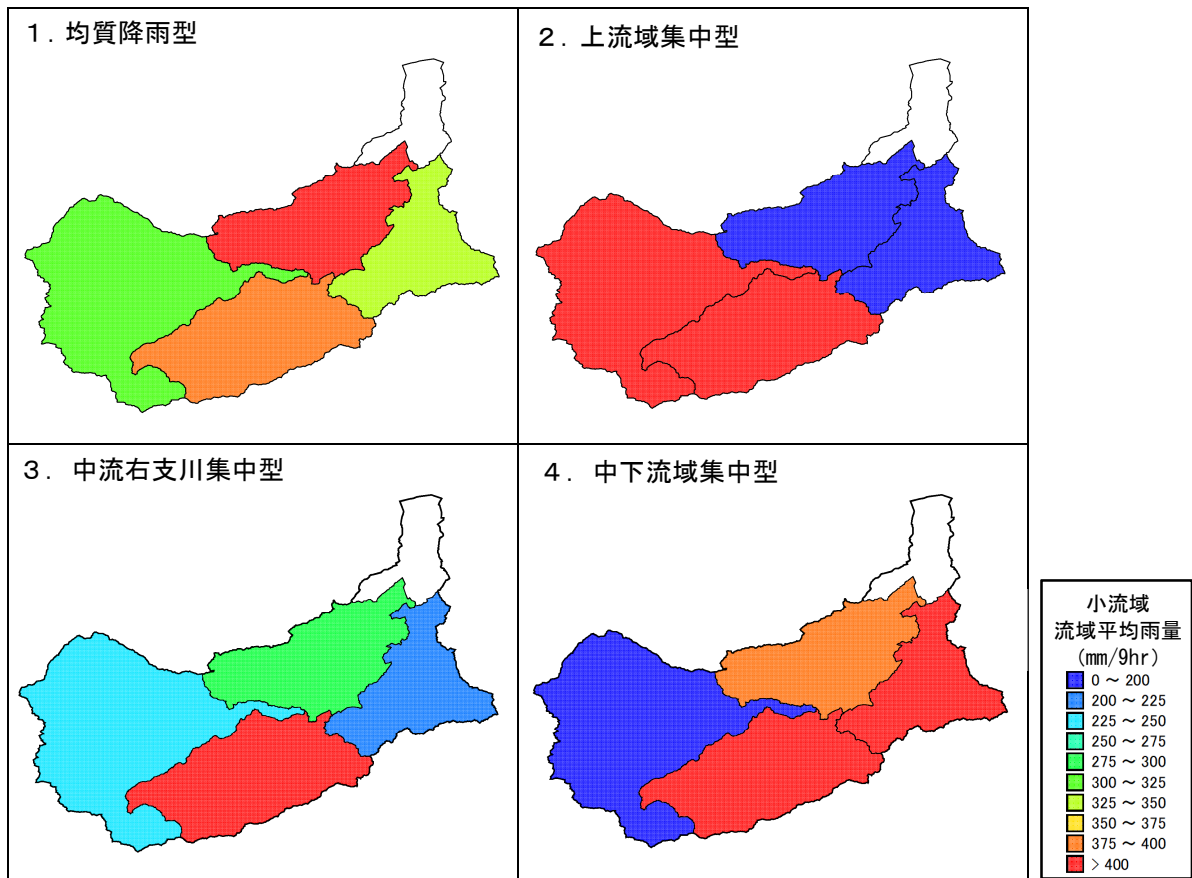 １．均質降雨型
２．上流域集中型
３．中流右支川集中型
４．中下流域集中型
小流域
流域平均雨量
(mm/9hr)
0 ～ 200
200 ～ 225
225 ～ 250
250 ～ 275
275 ～ 300
300 ～ 325
325 ～ 350
350 ～ 375
375 ～ 400
> 400